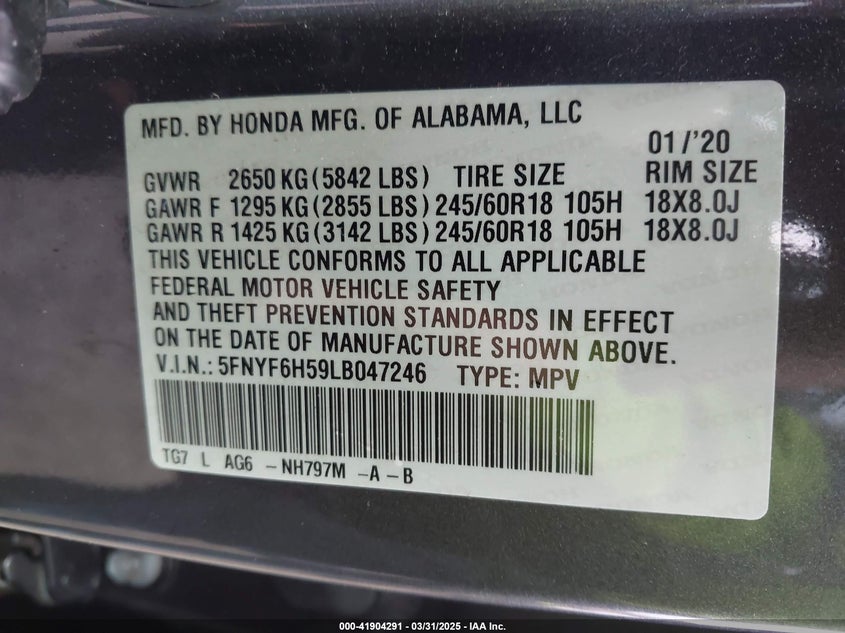 MFD. BY HONDA MFG. OF ALABAMA, LLC
01/'20
GVWR 2650 KG (5842 LBS) TIRE SIZE RIM SIZE
GAWR F 1295 KG (2855 LBS) 245/60R18 105H 18X8.0J
GAWR R 1425 KG (3142 LBS) 245/60R18 105H 18X8.0J
THIS VEHICLE CONFORMS TO ALL APPLICABLE
FEDERAL MOTOR VEHICLE SAFETY
AND THEFT PREVENTION STANDARDS IN EFFECT
ON THE DATE OF MANUFACTURE SHOWN ABOVE.
V.I.N.: 5FNYF6H59LB047246 TYPE: MPV
TG7 L AG6 -NH797M -A -B
000-41904291 - 03/31/2025 - IAA Inc.